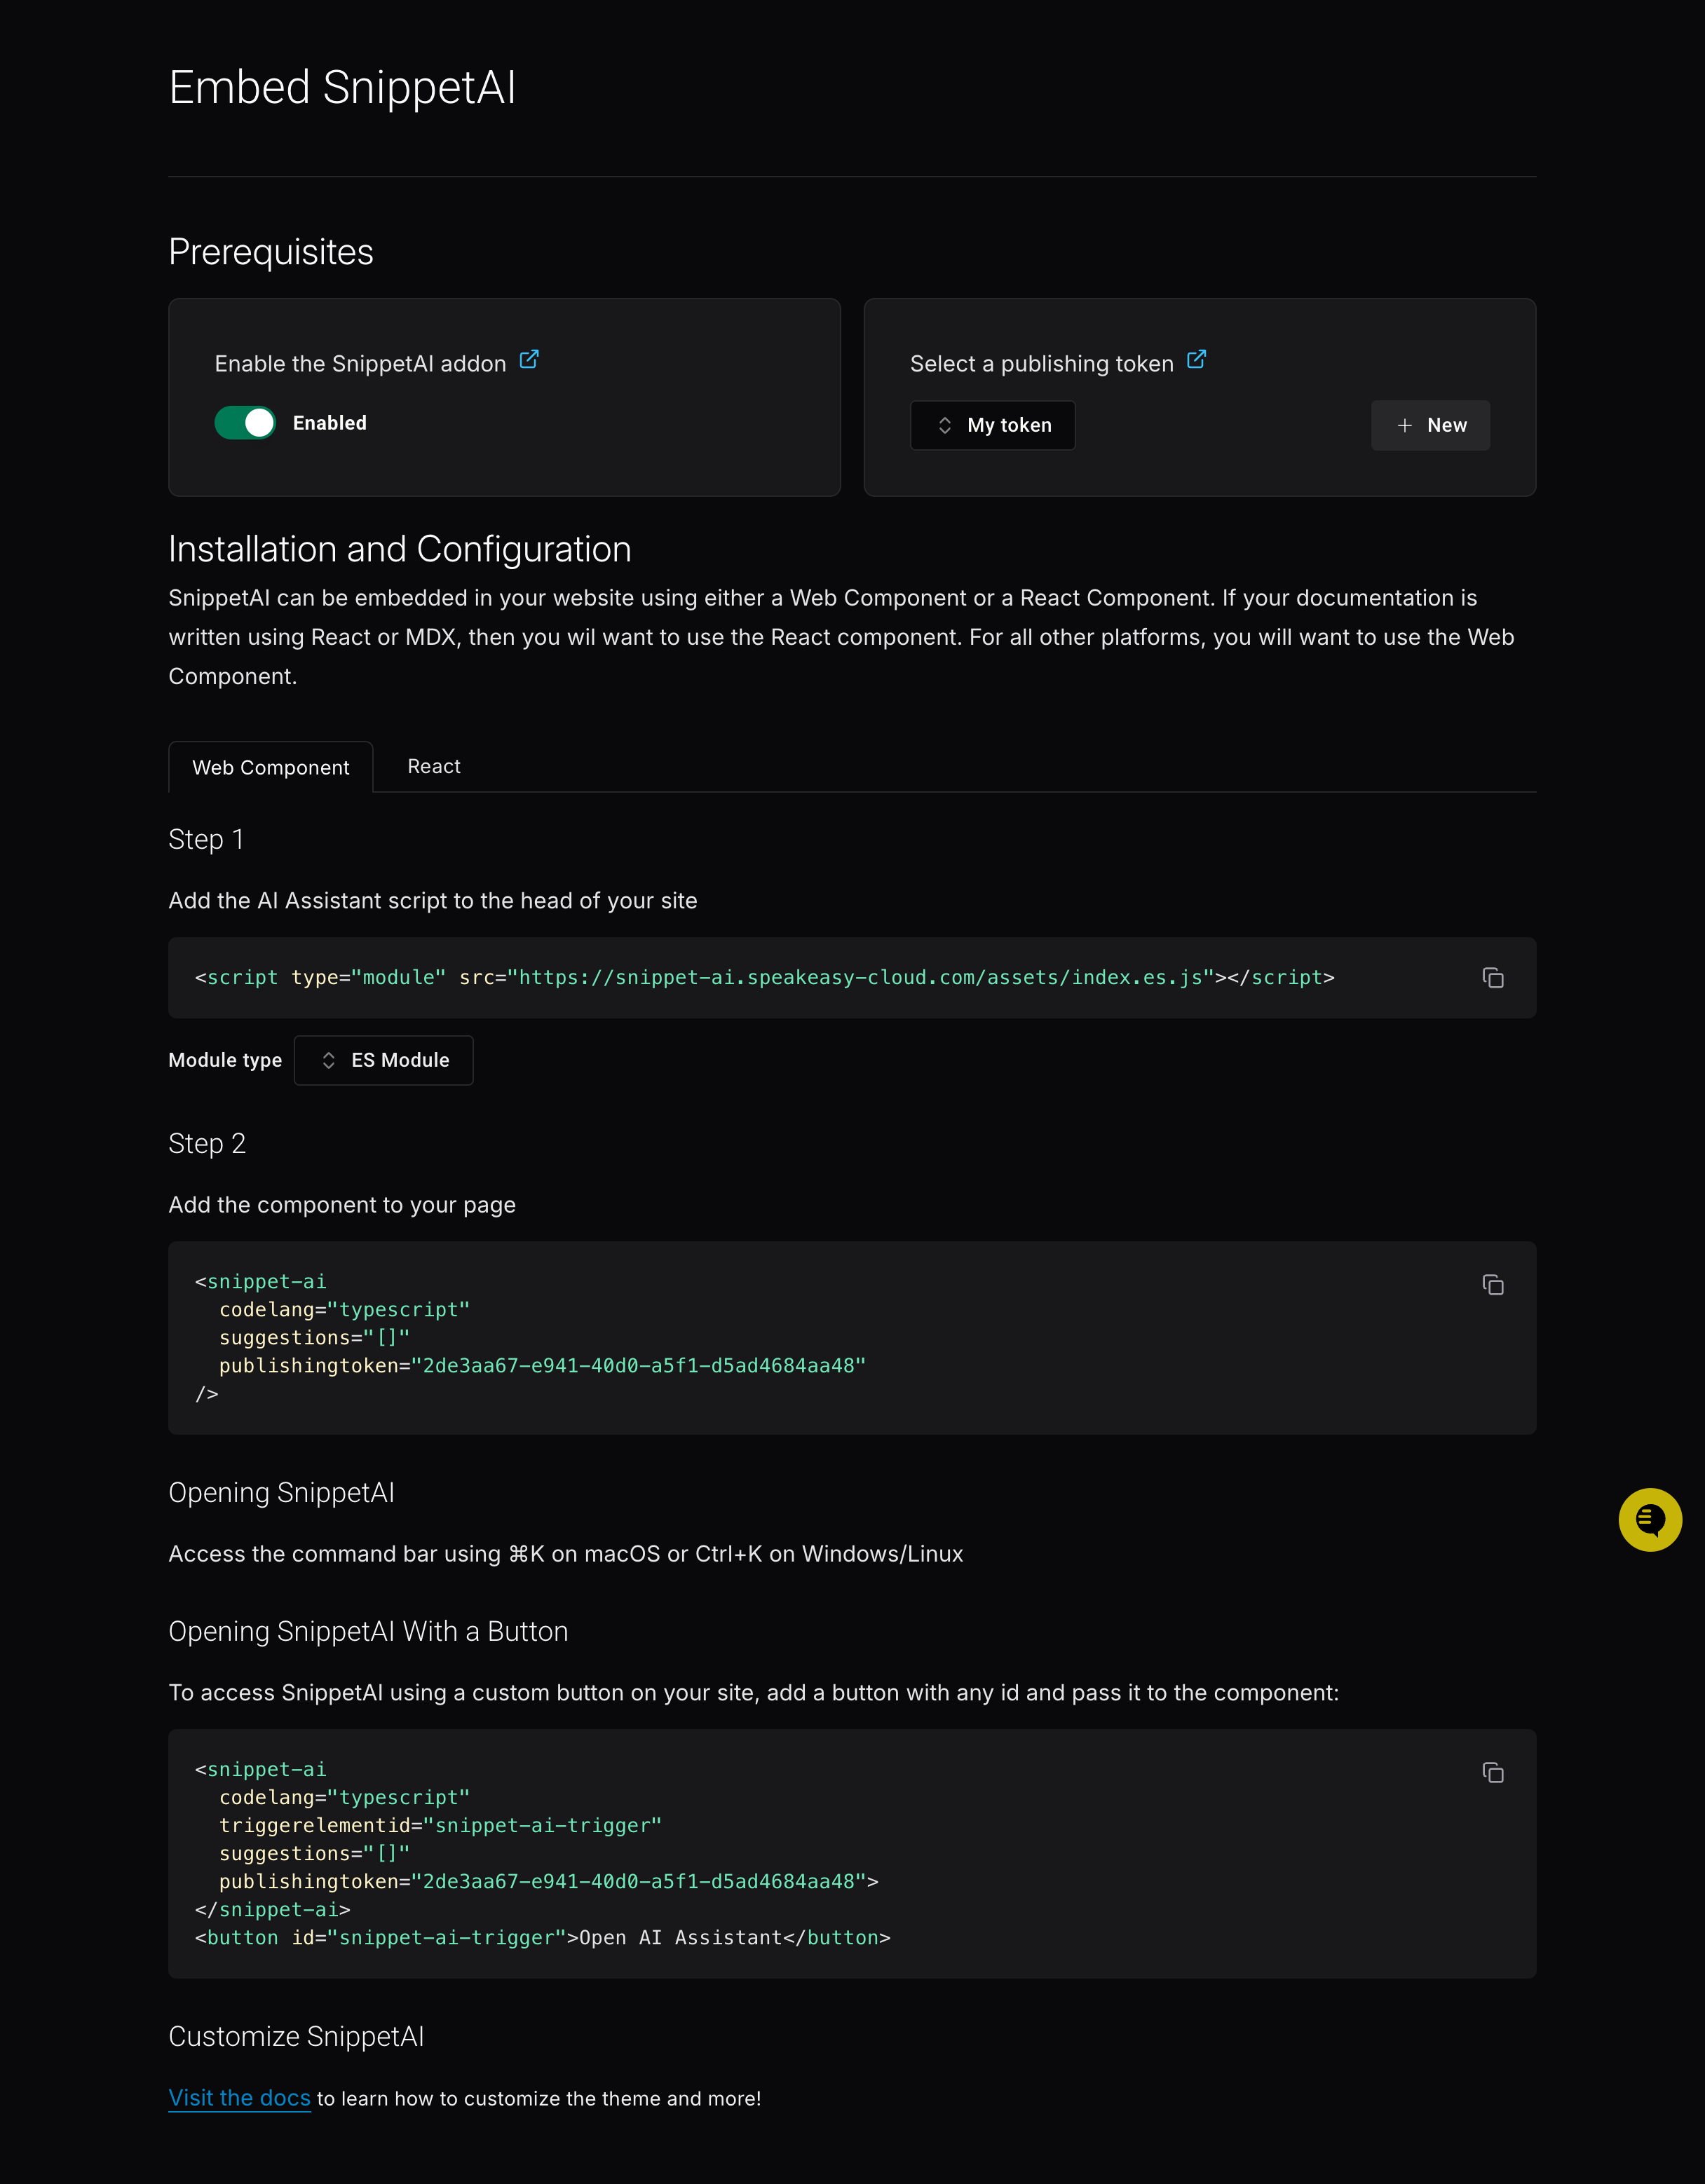 Embed SnippetAI
Prerequisites
Enable the SnippetAI addon
Enabled
Select a publishing token
My token
New
Installation and Configuration
SnippetAI can be embedded in your website using either a Web Component or a React Component. If your documentation is
written using React or MDX, then you wil want to use the React component. For all other platforms, you will want to use the Web
Component.
Web Component React
Step 1
Add the AI Assistant script to the head of your site
<script type="module" src="https://snippet-ai.speakeasy-cloud.com/assets/index.es.js"></script>
Module type ES Module
Step 2
Add the component to your page
<snippet-ai
  codelang="typescript"
  suggestions="[]"
  publishingtoken="2de3aa67-e941-40d0-a5f1-d5ad4684aa48"
/>
Opening SnippetAI
Access the command bar using ⌘K on macOS or Ctrl+K on Windows/Linux
Opening SnippetAI With a Button
To access SnippetAI using a custom button on your site, add a button with any id and pass it to the component:
<snippet-ai
  codelang="typescript"
  triggerelementid="snippet-ai-trigger"
  suggestions="[]"
  publishingtoken="2de3aa67-e941-40d0-a5f1-d5ad4684aa48">
</snippet-ai>
<button id="snippet-ai-trigger">Open AI Assistant</button>
Customize SnippetAI
Visit the docs to learn how to customize the theme and more!